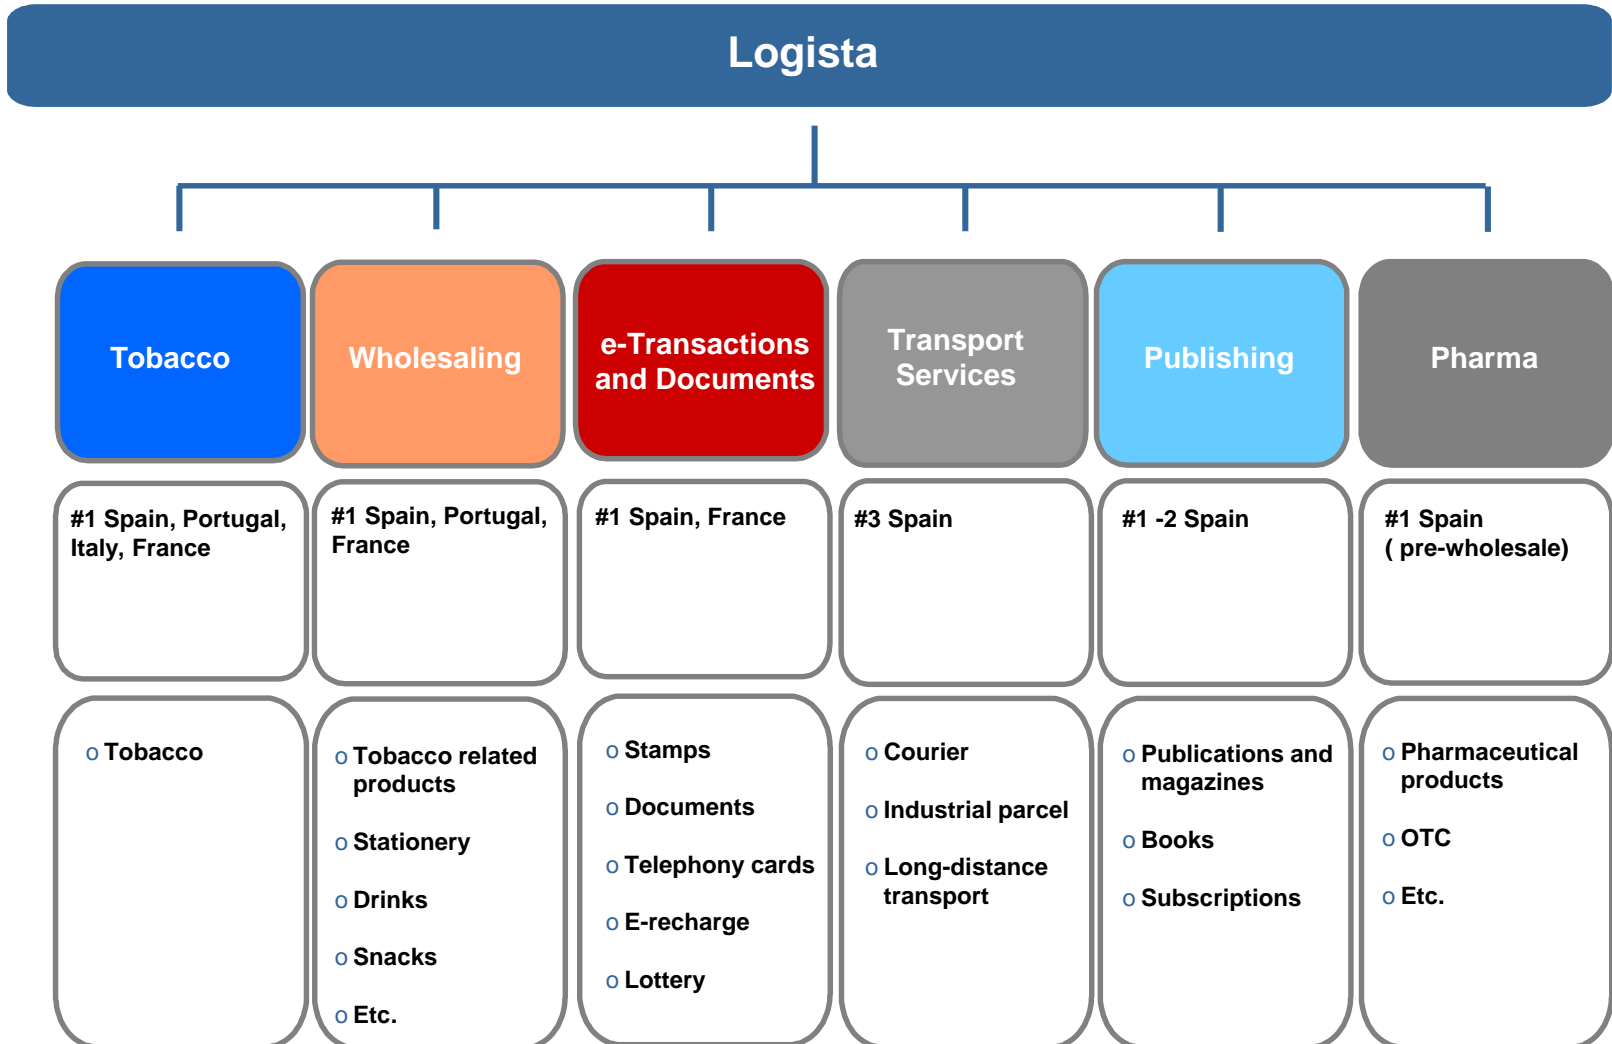 Logista
Tobacco
Wholesaling
e-Transactions
and Documents
Transport
Services
Publishing
Pharma
#1 Spain, Portugal,
Italy, France
#1 Spain, Portugal,
France
#1 Spain, France
#3 Spain
#1 -2 Spain
#1 Spain
( pre-wholesale)
o Tobacco
o Tobacco related
products
o Stationery
o Drinks
o Snacks
o Etc.
o Stamps
o Documents
o Telephony cards
o E-recharge
o Lottery
o Courier
o Industrial parcel
o Long-distance
transport
o Publications and
magazines
o Books
o Subscriptions
o Pharmaceutical
products
o OTC
o Etc.